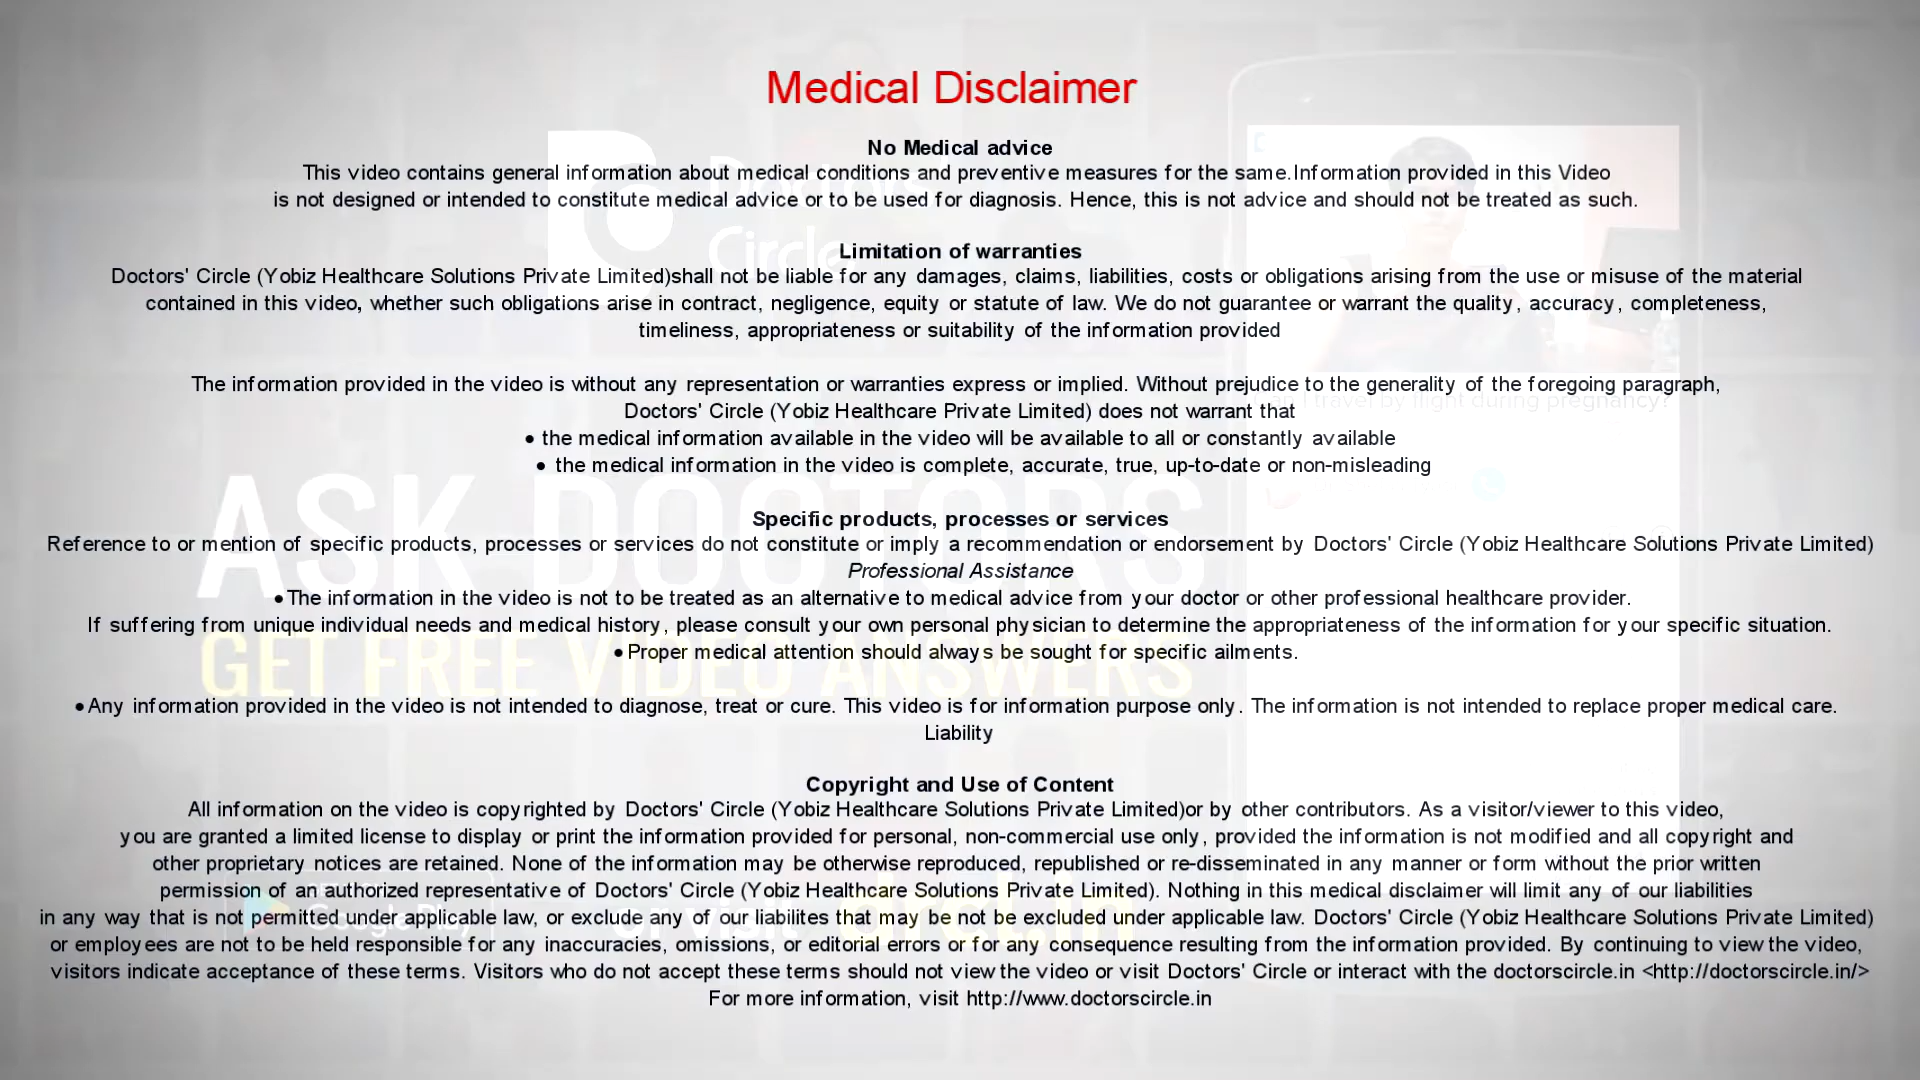 Medical Disclaimer
No Medical advice
This video contains general information about medical conditions and preventive measures for the same.Information provided in this Video
is not designed or intended to constitute medical advice or to be used for diagnosis. Hence, this is not advice and should not be treated as such.
Limitation of warranties
Doctors' Circle (Yobiz Healthcare Solutions Private Limited)shall not be liable for any damages, claims, liabilities, costs or obligations arising from the use or misuse of the material
contained in this video, whether such obligations arise in contract, negligence, equity or statute of law. We do not guarantee or warrant the quality, accuracy, completeness,
timeliness, appropriateness or suitability of the information provided
The information provided in the video is without any representation or warranties express or implied. Without prejudice to the generality of the foregoing paragraph,
Doctors' Circle (Yobiz Healthcare Private Limited) does not warrant that
• the medical information available in the video will be available to all or constantly available
• the medical information in the video is complete, accurate, true, up-to-date or non-misleading
Specific products, processes or services
Reference to or mention of specific products, processes or services do not constitute or imply a recommendation or endorsement by Doctors' Circle (Yobiz Healthcare Solutions Private Limited)
Professional Assistance
•The information in the video is not to be treated as an alternative to medical advice from your doctor or other professional healthcare provider.
If suffering from unique individual needs and medical history, please consult your own personal physician to determine the appropriateness of the information for your specific situation.
•Proper medical attention should always be sought for specific ailments.
•Any information provided in the video is not intended to diagnose, treat or cure. This video is for information purpose only. The information is not intended to replace proper medical care.
Liability
Copyright and Use of Content
All information on the video is copyrighted by Doctors' Circle (Yobiz Healthcare Solutions Private Limited)or by other contributors. As a visitor/viewer to this video,
you are granted a limited license to display or print the information provided for personal, non-commercial use only, provided the information is not modified and all copyright and
other proprietary notices are retained. None of the information may be otherwise reproduced, republished or re-disseminated in any manner or form without the prior written
permission of an authorized representative of Doctors' Circle (Yobiz Healthcare Solutions Private Limited). Nothing in this medical disclaimer will limit any of our liabilities
in any way that is not permitted under applicable law, or exclude any of our liabilites that may be not be excluded under applicable law. Doctors' Circle (Yobiz Healthcare Solutions Private Limited)
or employees are not to be held responsible for any inaccuracies, omissions, or editorial errors or for any consequence resulting from the information provided. By continuing to view the video,
visitors indicate acceptance of these terms. Visitors who do not accept these terms should not view the video or visit Doctors' Circle or interact with the doctorscircle.in <http://doctorscircle.in/>
For more information, visit http://www.doctorscircle.in
Doctors'
Circle
Can I travel by flight during pregnancy?
ASK DOCTORS
GET FREE VIDEO ANSWERS
Google Play
or visit drcl.in